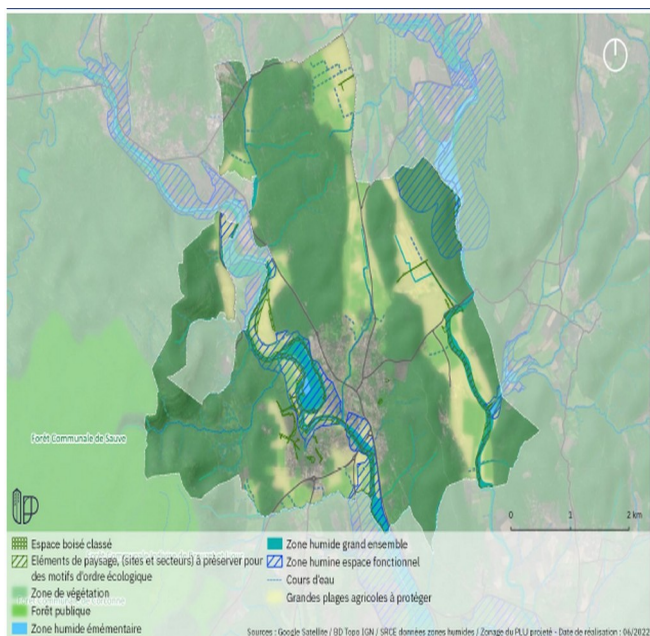 Forêt Communale de Sauve
0 1 2 km
Espace boisé classé
Eléments de paysage, (sites et secteurs) à préserver pour
des motifs d'ordre écologique
Zone de végétation
Forêt publique
Zone humide émémentaire
Zone humide grand ensemble
Zone humine espace fonctionnel
Cours d'eau
Grandes plages agricoles à protéger
Sources : Google Satellite / BD Topo IGN / SRCE données zones humides / Zonage du PLU projeté - Date de réalisation : 06/2022